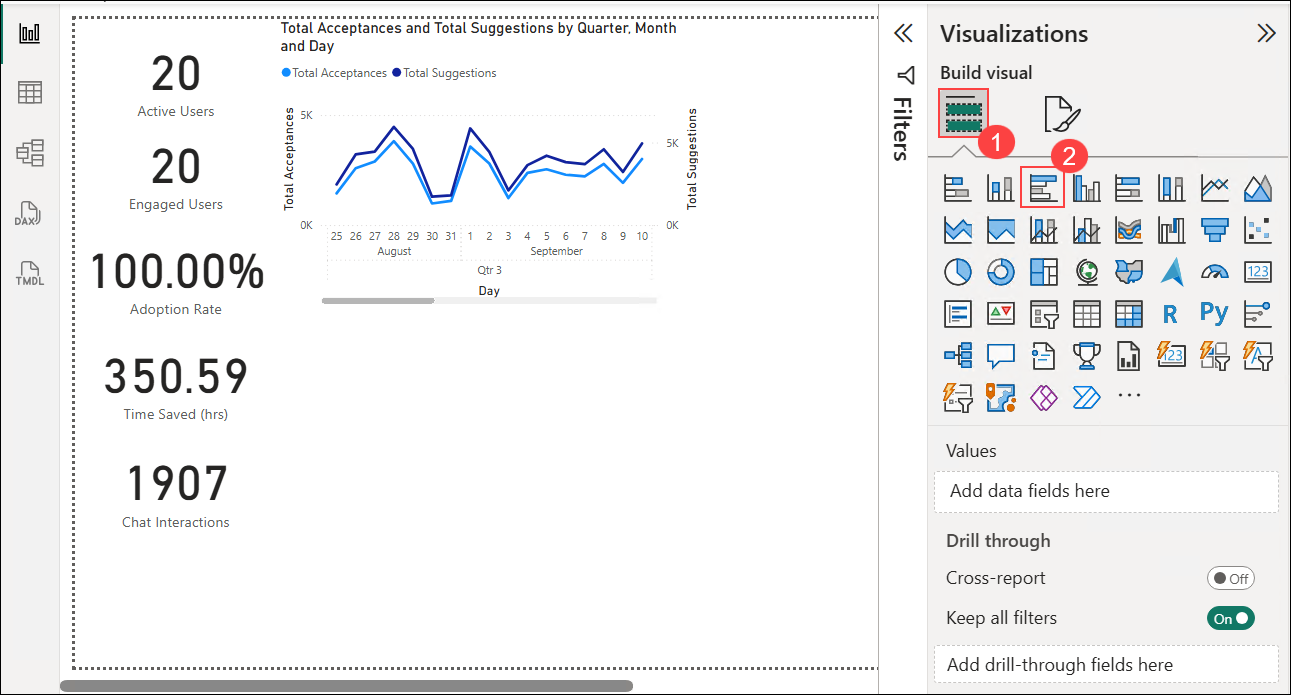 DAX
TMDL
20
Active Users
20
Engaged Users
100.00%
Adoption Rate
350.59
Time Saved (hrs)
1907
Chat Interactions
Total Acceptances and Total Suggestions by Quarter, Month
and Day
Total Acceptances Total Suggestions
Total Acceptances
5K
0K
Total Suggestions
5K
0K
25 26 27 28 29 30 31 1 2 3 4 5 6 7 8 9 10
August September
Qtr 3
Day
Filters
Visualizations
Build visual
1
2
123
R
Py
123
A
Values
Add data fields here
Drill through
Cross-report
Off
Keep all filters
On
Add drill-through fields here